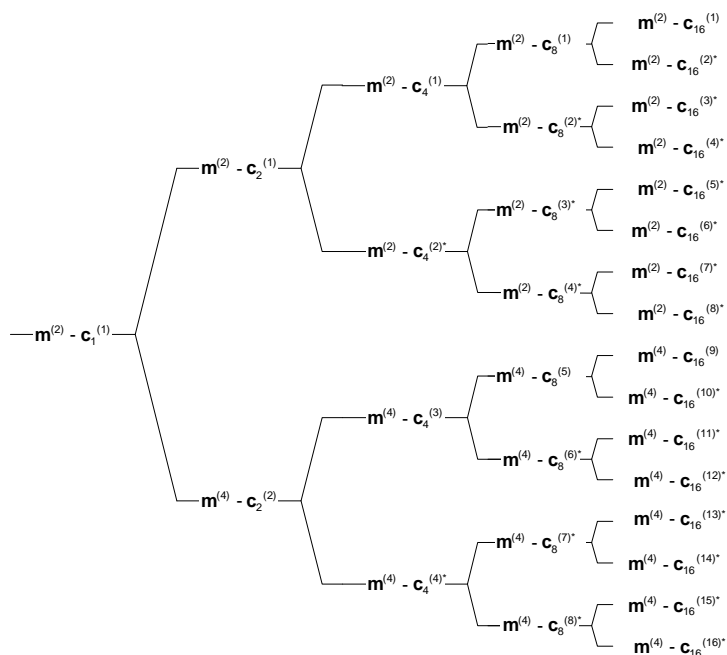 m(2) - c1(1)
m(2) - c2(1)
m(4) - c2(2)
m(2) - c4(1)
m(2) - c4(2)*
m(4) - c4(3)
m(4) - c4(4)*
m(2) - c8(1)
m(2) - c8(2)*
m(2) - c8(3)*
m(2) - c8(4)*
m(4) - c8(5)
m(4) - c8(6)*
m(4) - c8(7)*
m(4) - c8(8)*
m(2) - c16(1)
m(2) - c16(2)*
m(2) - c16(3)*
m(2) - c16(4)*
m(2) - c16(5)*
m(2) - c16(6)*
m(2) - c16(7)*
m(2) - c16(8)*
m(4) - c16(9)
m(4) - c16(10)*
m(4) - c16(11)*
m(4) - c16(12)*
m(4) - c16(13)*
m(4) - c16(14)*
m(4) - c16(15)*
m(4) - c16(16)*